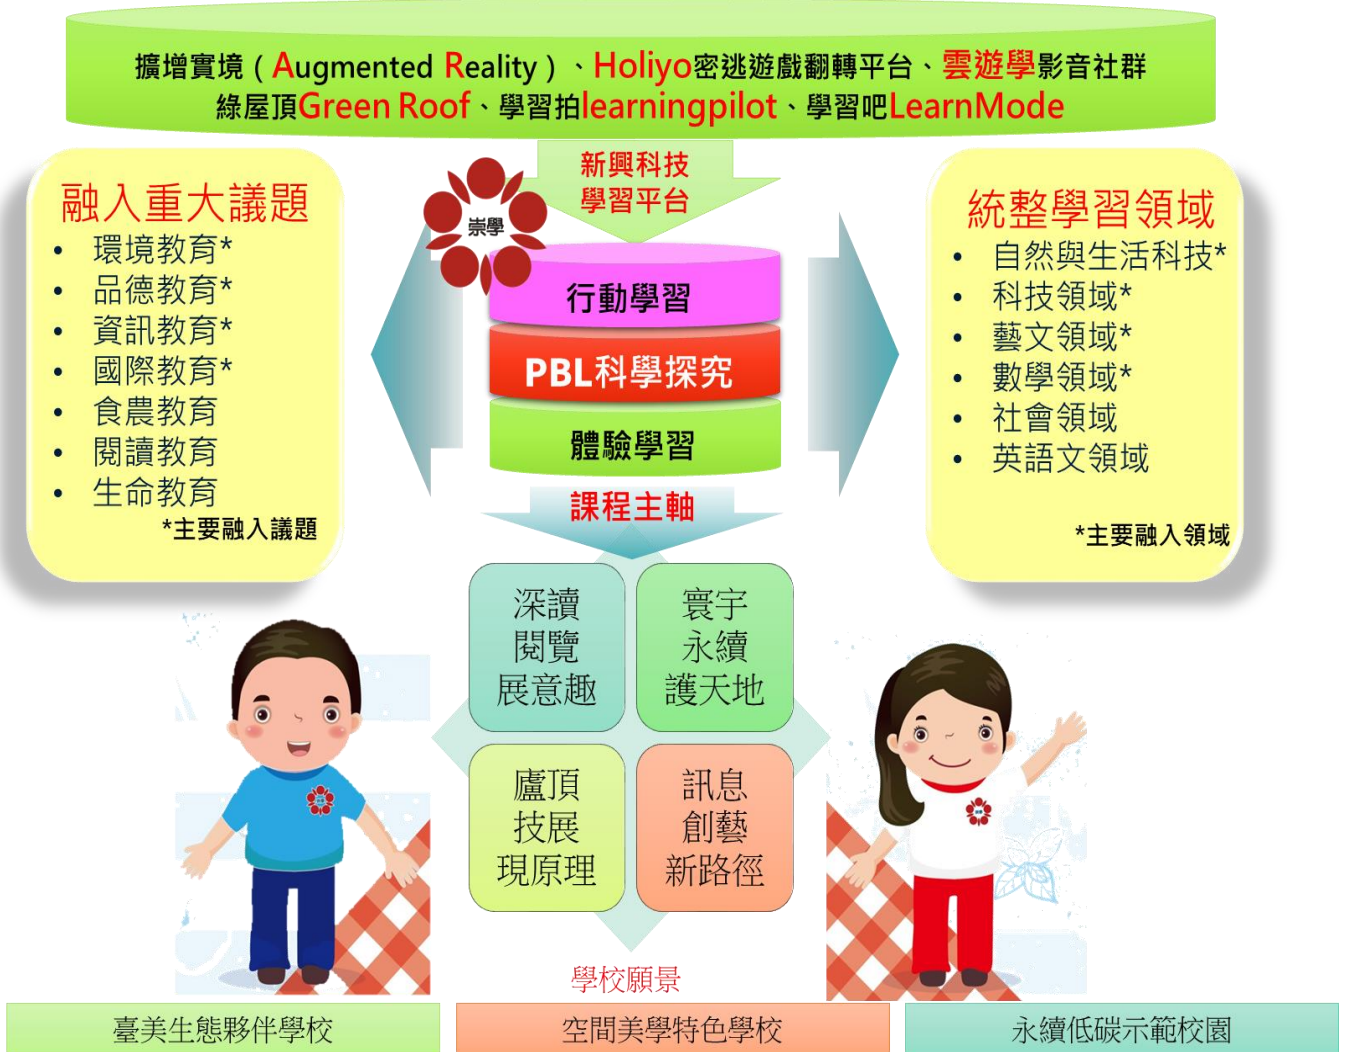 擴增實境（Augmented Reality）、Holiyo密逃遊戲翻轉平台、雲遊學影音社群
綠屋頂Green Roof、學習拍learningpilot、學習吧LearnMode
新興科技
學習平台
崇學
融入重大議題
• 環境教育*
• 品德教育*
• 資訊教育*
• 國際教育*
• 食農教育
• 閱讀教育
• 生命教育
*主要融入議題
行動學習
PBL科學探究
體驗學習
統整學習領域
• 自然與生活科技*
• 科技領域*
• 藝文領域*
• 數學領域*
• 社會領域
• 英語文領域
*主要融入領域
課程主軸
深讀
閱覽
展意趣
寰宇
永續
護天地
廬頂
技展
現原理
訊息
創藝
新路徑
學校願景
臺美生態夥伴學校
空間美學特色學校
永續低碳示範校園